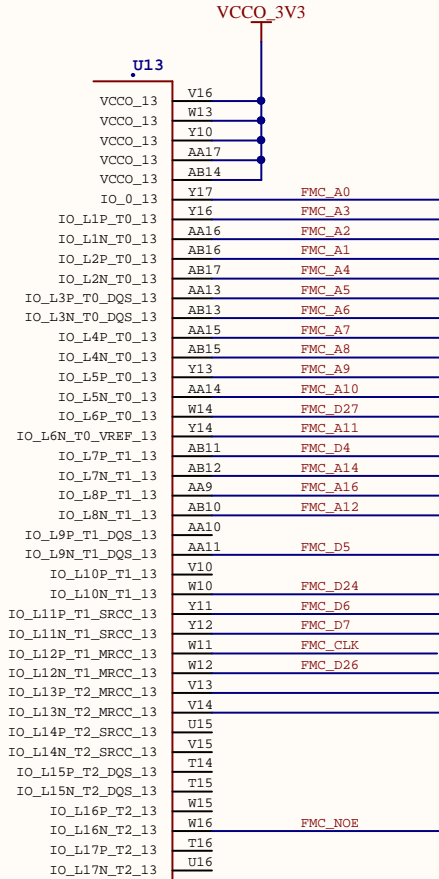 VCCO_3V3
U13
VCCO_13 V16
VCCO_13 W13
VCCO_13 Y10
VCCO_13 AA17
VCCO_13 AB14
IO_0_13 Y17 FMC_A0
IO_L1P_T0_13 Y16 FMC_A3
IO_L1N_T0_13 AA16 FMC_A2
IO_L2P_T0_13 AB16 FMC_A1
IO_L2N_T0_13 AB17 FMC_A4
IO_L3P_T0_DQS_13 AA13 FMC_A5
IO_L3N_T0_DQS_13 AB13 FMC_A6
IO_L4P_T0_13 AA15 FMC_A7
IO_L4N_T0_13 AB15 FMC_A8
IO_L5P_T0_13 Y13 FMC_A9
IO_L5N_T0_13 AA14 FMC_A10
IO_L6P_T0_13 W14 FMC_D27
IO_L6N_T0_VREF_13 Y14 FMC_A11
IO_L7P_T1_13 AB11 FMC_D4
IO_L7N_T1_13 AB12 FMC_A14
IO_L8P_T1_13 AA9 FMC_A16
IO_L8N_T1_13 AB10 FMC_A12
IO_L9P_T1_DQS_13 AA10
IO_L9N_T1_DQS_13 AA11 FMC_D5
IO_L10P_T1_13 V10
IO_L10N_T1_13 W10 FMC_D24
IO_L11P_T1_SRCC_13 Y11 FMC_D6
IO_L11N_T1_SRCC_13 Y12 FMC_D7
IO_L12P_T1_MRCC_13 W11 FMC_CLK
IO_L12N_T1_MRCC_13 W12 FMC_D26
IO_L13P_T2_MRCC_13 V13
IO_L13N_T2_MRCC_13 V14
IO_L14P_T2_SRCC_13 U15
IO_L14N_T2_SRCC_13 V15
IO_L15P_T2_DQS_13 T14
IO_L15N_T2_DQS_13 T15
IO_L16P_T2_13 W15
IO_L16N_T2_13 W16 FMC_NOE
IO_L17P_T2_13 T16
IO_L17N_T2_13 U16